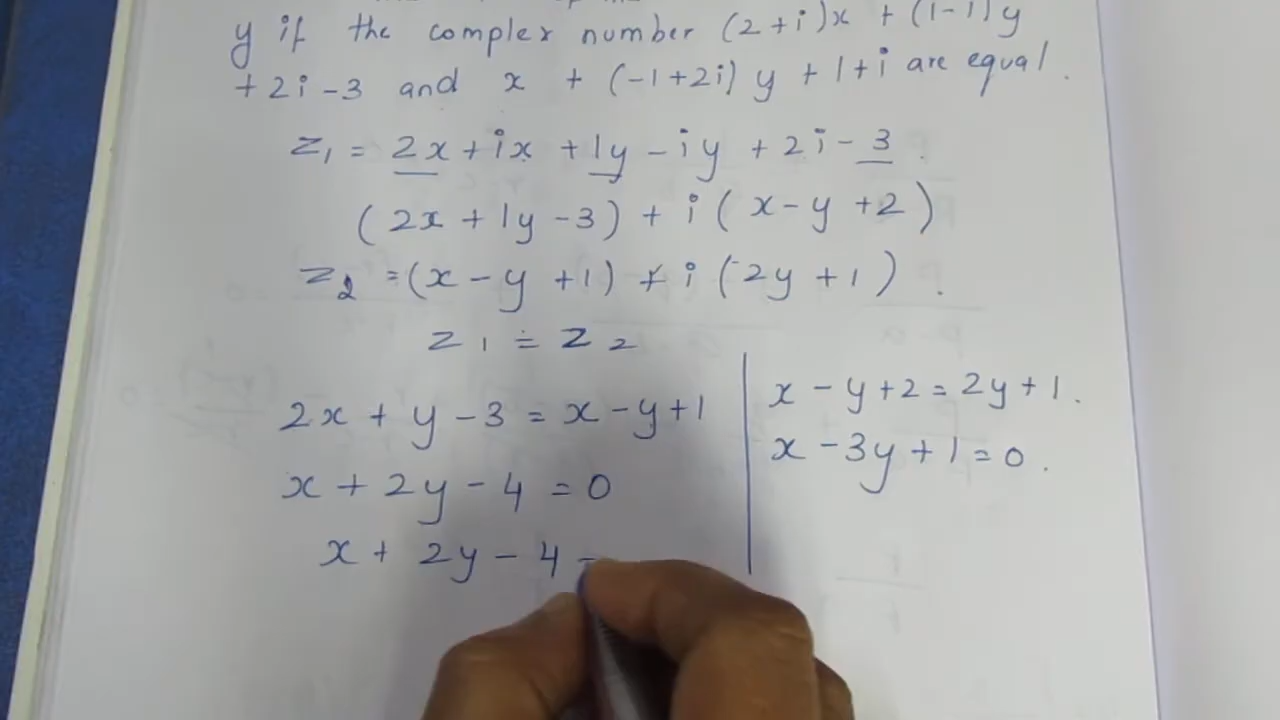 y if the complex number (2+i)x + (1-i)y
+2i-3 and x + (-1+2i) y + 1+i are equal.
z₁ = 2x+ix +1y -iy + 2i-3.
(2x+1y-3) + i(x-y+2)
z₂ =(x-y+1) + i(2y+1).
z₁ = z₂
2x + y - 3 = x-y+1
x + 2y - 4 = 0
x + 2y - 4 =
x - y + 2 = 2y + 1.
x - 3y + 1 = 0.